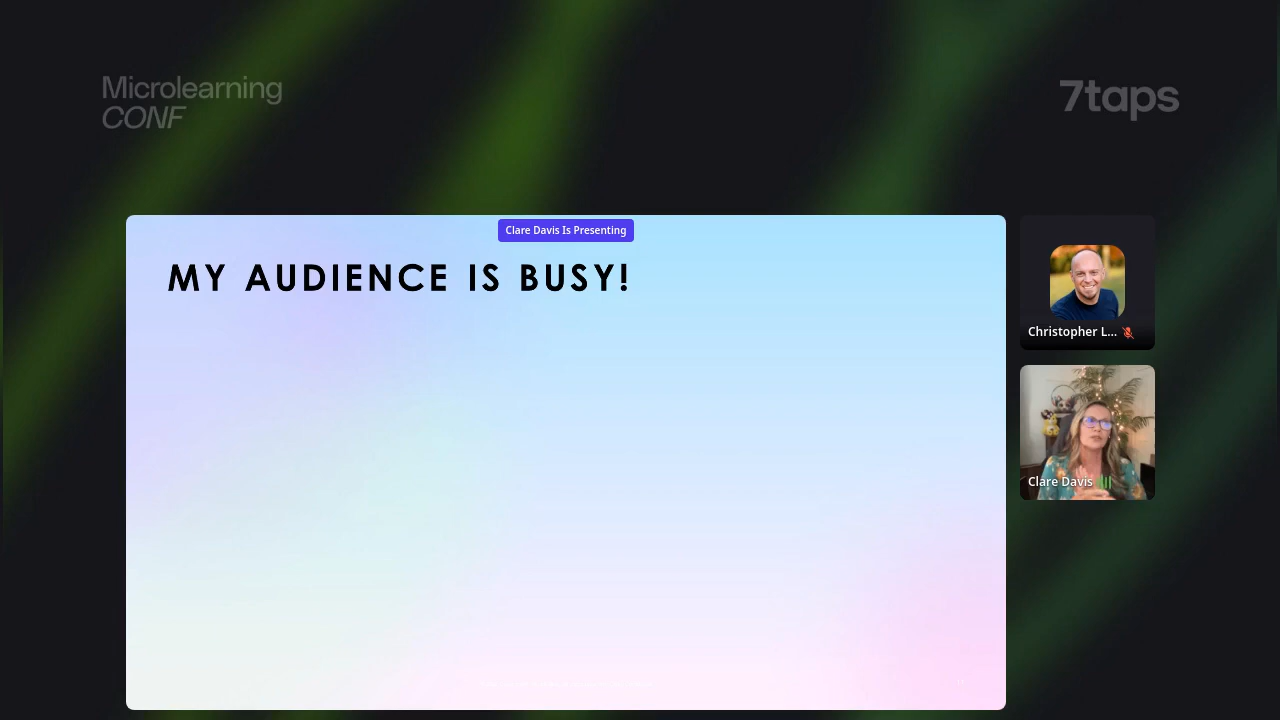 Microlearning
CONF
7taps
Clare Davis Is Presenting
MY AUDIENCE IS BUSY!
Christopher L...
Clare Davis